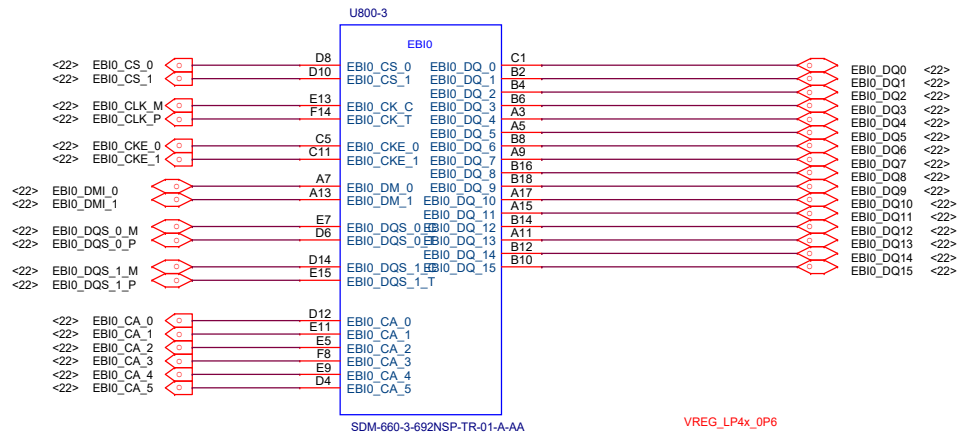 U800-3
EBI0
<22> EBI0_CS_0 D8 EBI0_CS_0 EBI0_DQ_0 C1 EBI0_DQ0 <22>
<22> EBI0_CS_1 D10 EBI0_CS_1 EBI0_DQ_1 B2 EBI0_DQ1 <22>
EBI0_DQ_2 B4 EBI0_DQ2 <22>
<22> EBI0_CLK_M E13 EBI0_CK_C EBI0_DQ_3 B6 EBI0_DQ3 <22>
<22> EBI0_CLK_P F14 EBI0_CK_T EBI0_DQ_4 A3 EBI0_DQ4 <22>
EBI0_DQ_5 A5 EBI0_DQ5 <22>
<22> EBI0_CKE_0 C5 EBI0_CKE_0 EBI0_DQ_6 B8 EBI0_DQ6 <22>
<22> EBI0_CKE_1 C11 EBI0_CKE_1 EBI0_DQ_7 A9 EBI0_DQ7 <22>
EBI0_DQ_8 B16 EBI0_DQ8 <22>
<22> EBI0_DMI_0 A7 EBI0_DM_0 EBI0_DQ_9 B18 EBI0_DQ9 <22>
<22> EBI0_DMI_1 A13 EBI0_DM_1 EBI0_DQ_10 A17 EBI0_DQ10 <22>
EBI0_DQ_11 A15 EBI0_DQ11 <22>
<22> EBI0_DQS_0_M E7 EBI0_DQS_0_C EBI0_DQ_12 B14 EBI0_DQ12 <22>
<22> EBI0_DQS_0_P D6 EBI0_DQS_0_T EBI0_DQ_13 A11 EBI0_DQ13 <22>
EBI0_DQ_14 B12 EBI0_DQ14 <22>
<22> EBI0_DQS_1_M D14 EBI0_DQS_1_C EBI0_DQ_15 B10 EBI0_DQ15 <22>
<22> EBI0_DQS_1_P E15 EBI0_DQS_1_T
<22> EBI0_CA_0 D12 EBI0_CA_0
<22> EBI0_CA_1 E11 EBI0_CA_1
<22> EBI0_CA_2 E5 EBI0_CA_2
<22> EBI0_CA_3 F8 EBI0_CA_3
<22> EBI0_CA_4 E9 EBI0_CA_4
<22> EBI0_CA_5 D4 EBI0_CA_5
SDM-660-3-692NSP-TR-01-A-AA
VREG_LP4x_0P6